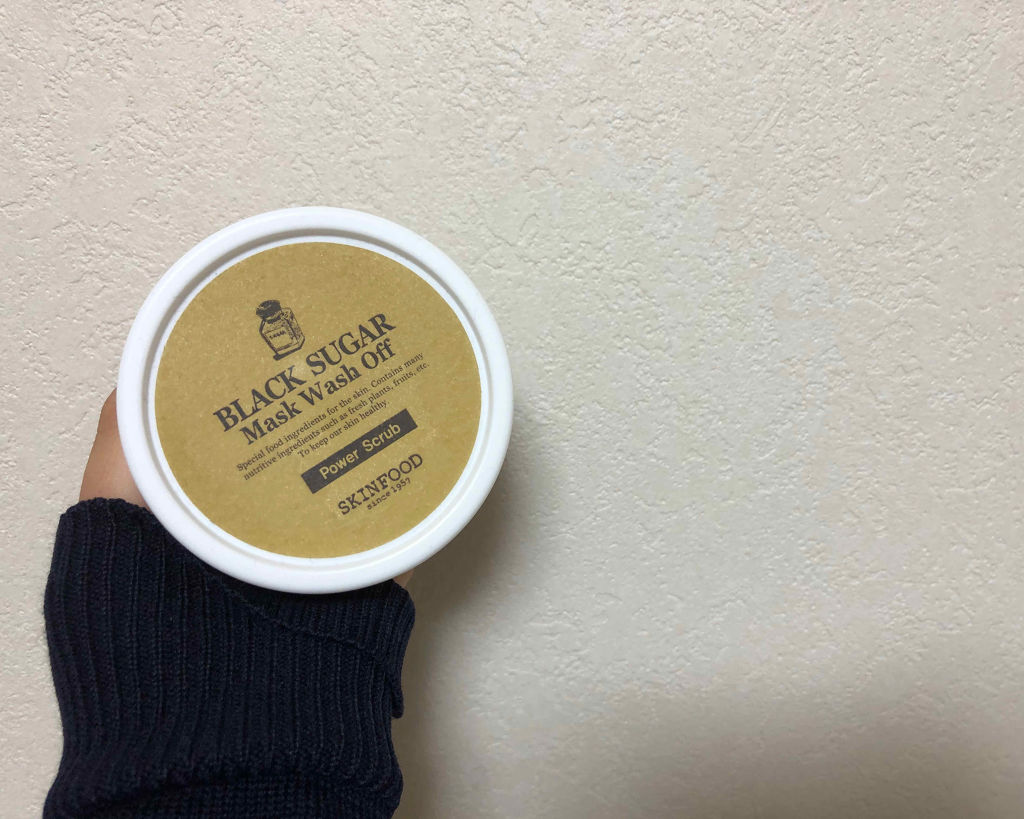 BLACK SUGAR
Mask Wash Off
Special food ingredients for the skin. Contains many
nutritive ingredients such as fresh plants, fruits, etc.
To keep our skin healthy.
Power Scrub
SKINFOOD
since 1957